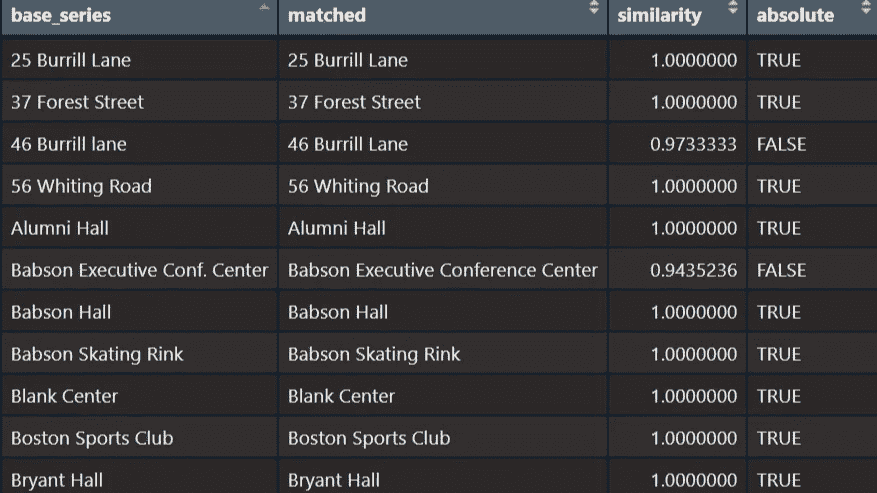 base_series matched similarity absolute
25 Burrill Lane 25 Burrill Lane 1.0000000 TRUE
37 Forest Street 37 Forest Street 1.0000000 TRUE
46 Burrill lane 46 Burrill Lane 0.9733333 FALSE
56 Whiting Road 56 Whiting Road 1.0000000 TRUE
Alumni Hall Alumni Hall 1.0000000 TRUE
Babson Executive Conf. Center Babson Executive Conference Center 0.9435236 FALSE
Babson Hall Babson Hall 1.0000000 TRUE
Babson Skating Rink Babson Skating Rink 1.0000000 TRUE
Blank Center Blank Center 1.0000000 TRUE
Boston Sports Club Boston Sports Club 1.0000000 TRUE
Bryant Hall Bryant Hall 1.0000000 TRUE